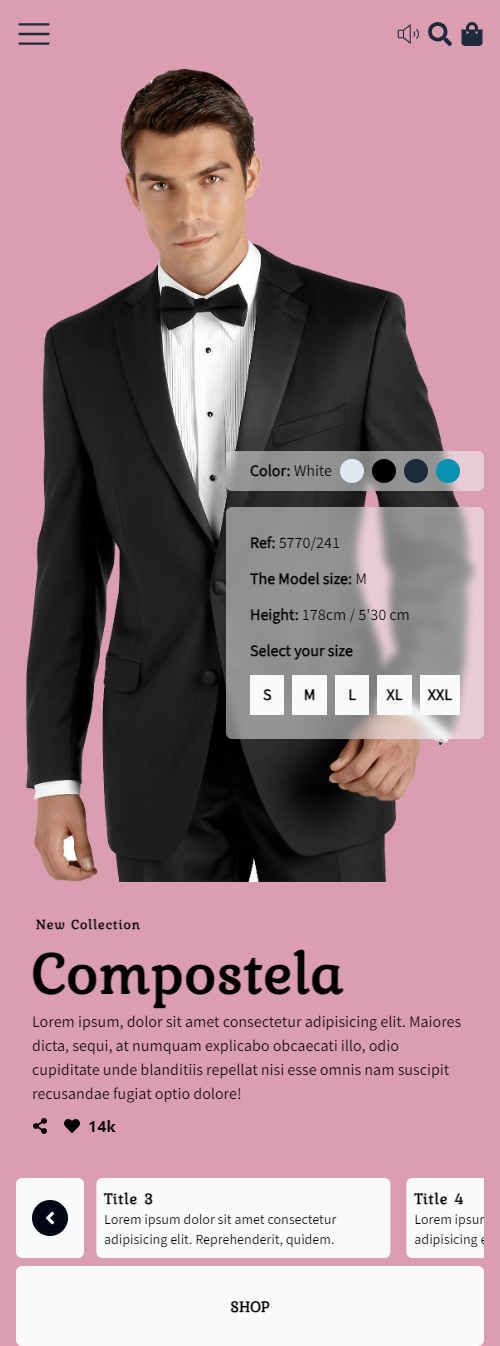 Color: White
Ref: 5770/241
The Model size: M
Height: 178cm / 5'30 cm
Select your size
S M L XL XXL
New Collection
Compostela
Lorem ipsum, dolor sit amet consectetur adipisicing elit. Maiores
dicta, sequi, at numquam explicabo obcaecati illo, odio
cupiditate unde blanditiis repellat nisi esse omnis nam suscipit
recusandae fugiat optio dolore!
14k
Title 3
Lorem ipsum dolor sit amet consectetur
adipisicing elit. Reprehenderit, quidem.
Title 4
Lorem
adipisicing
SHOP